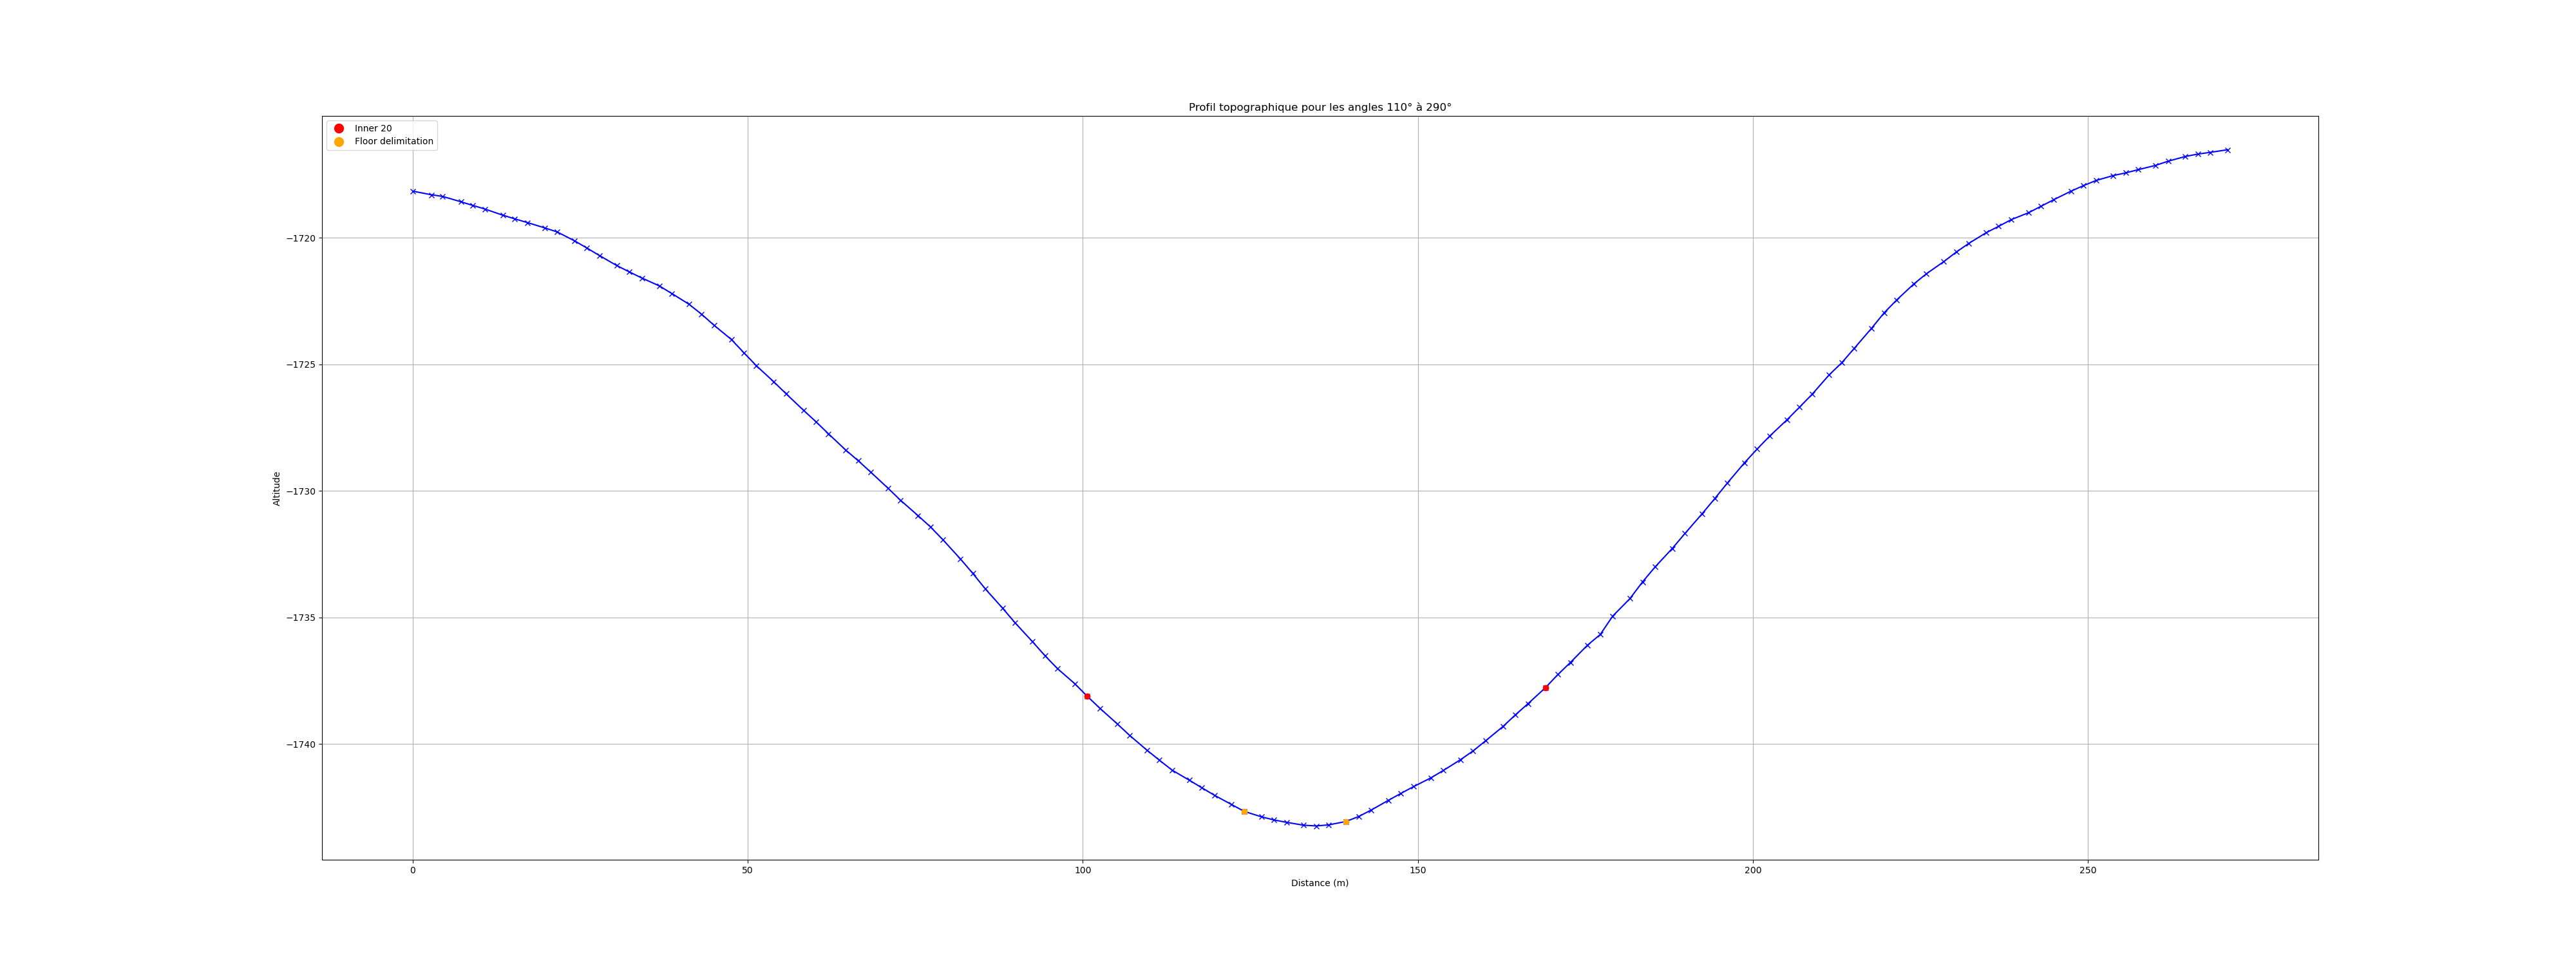 Profil topographique pour les angles 110° à 290°
Inner 20
Floor delimitation
Altitude
−1720
−1725
−1730
−1735
−1740
0
50
100
150
200
250
Distance (m)